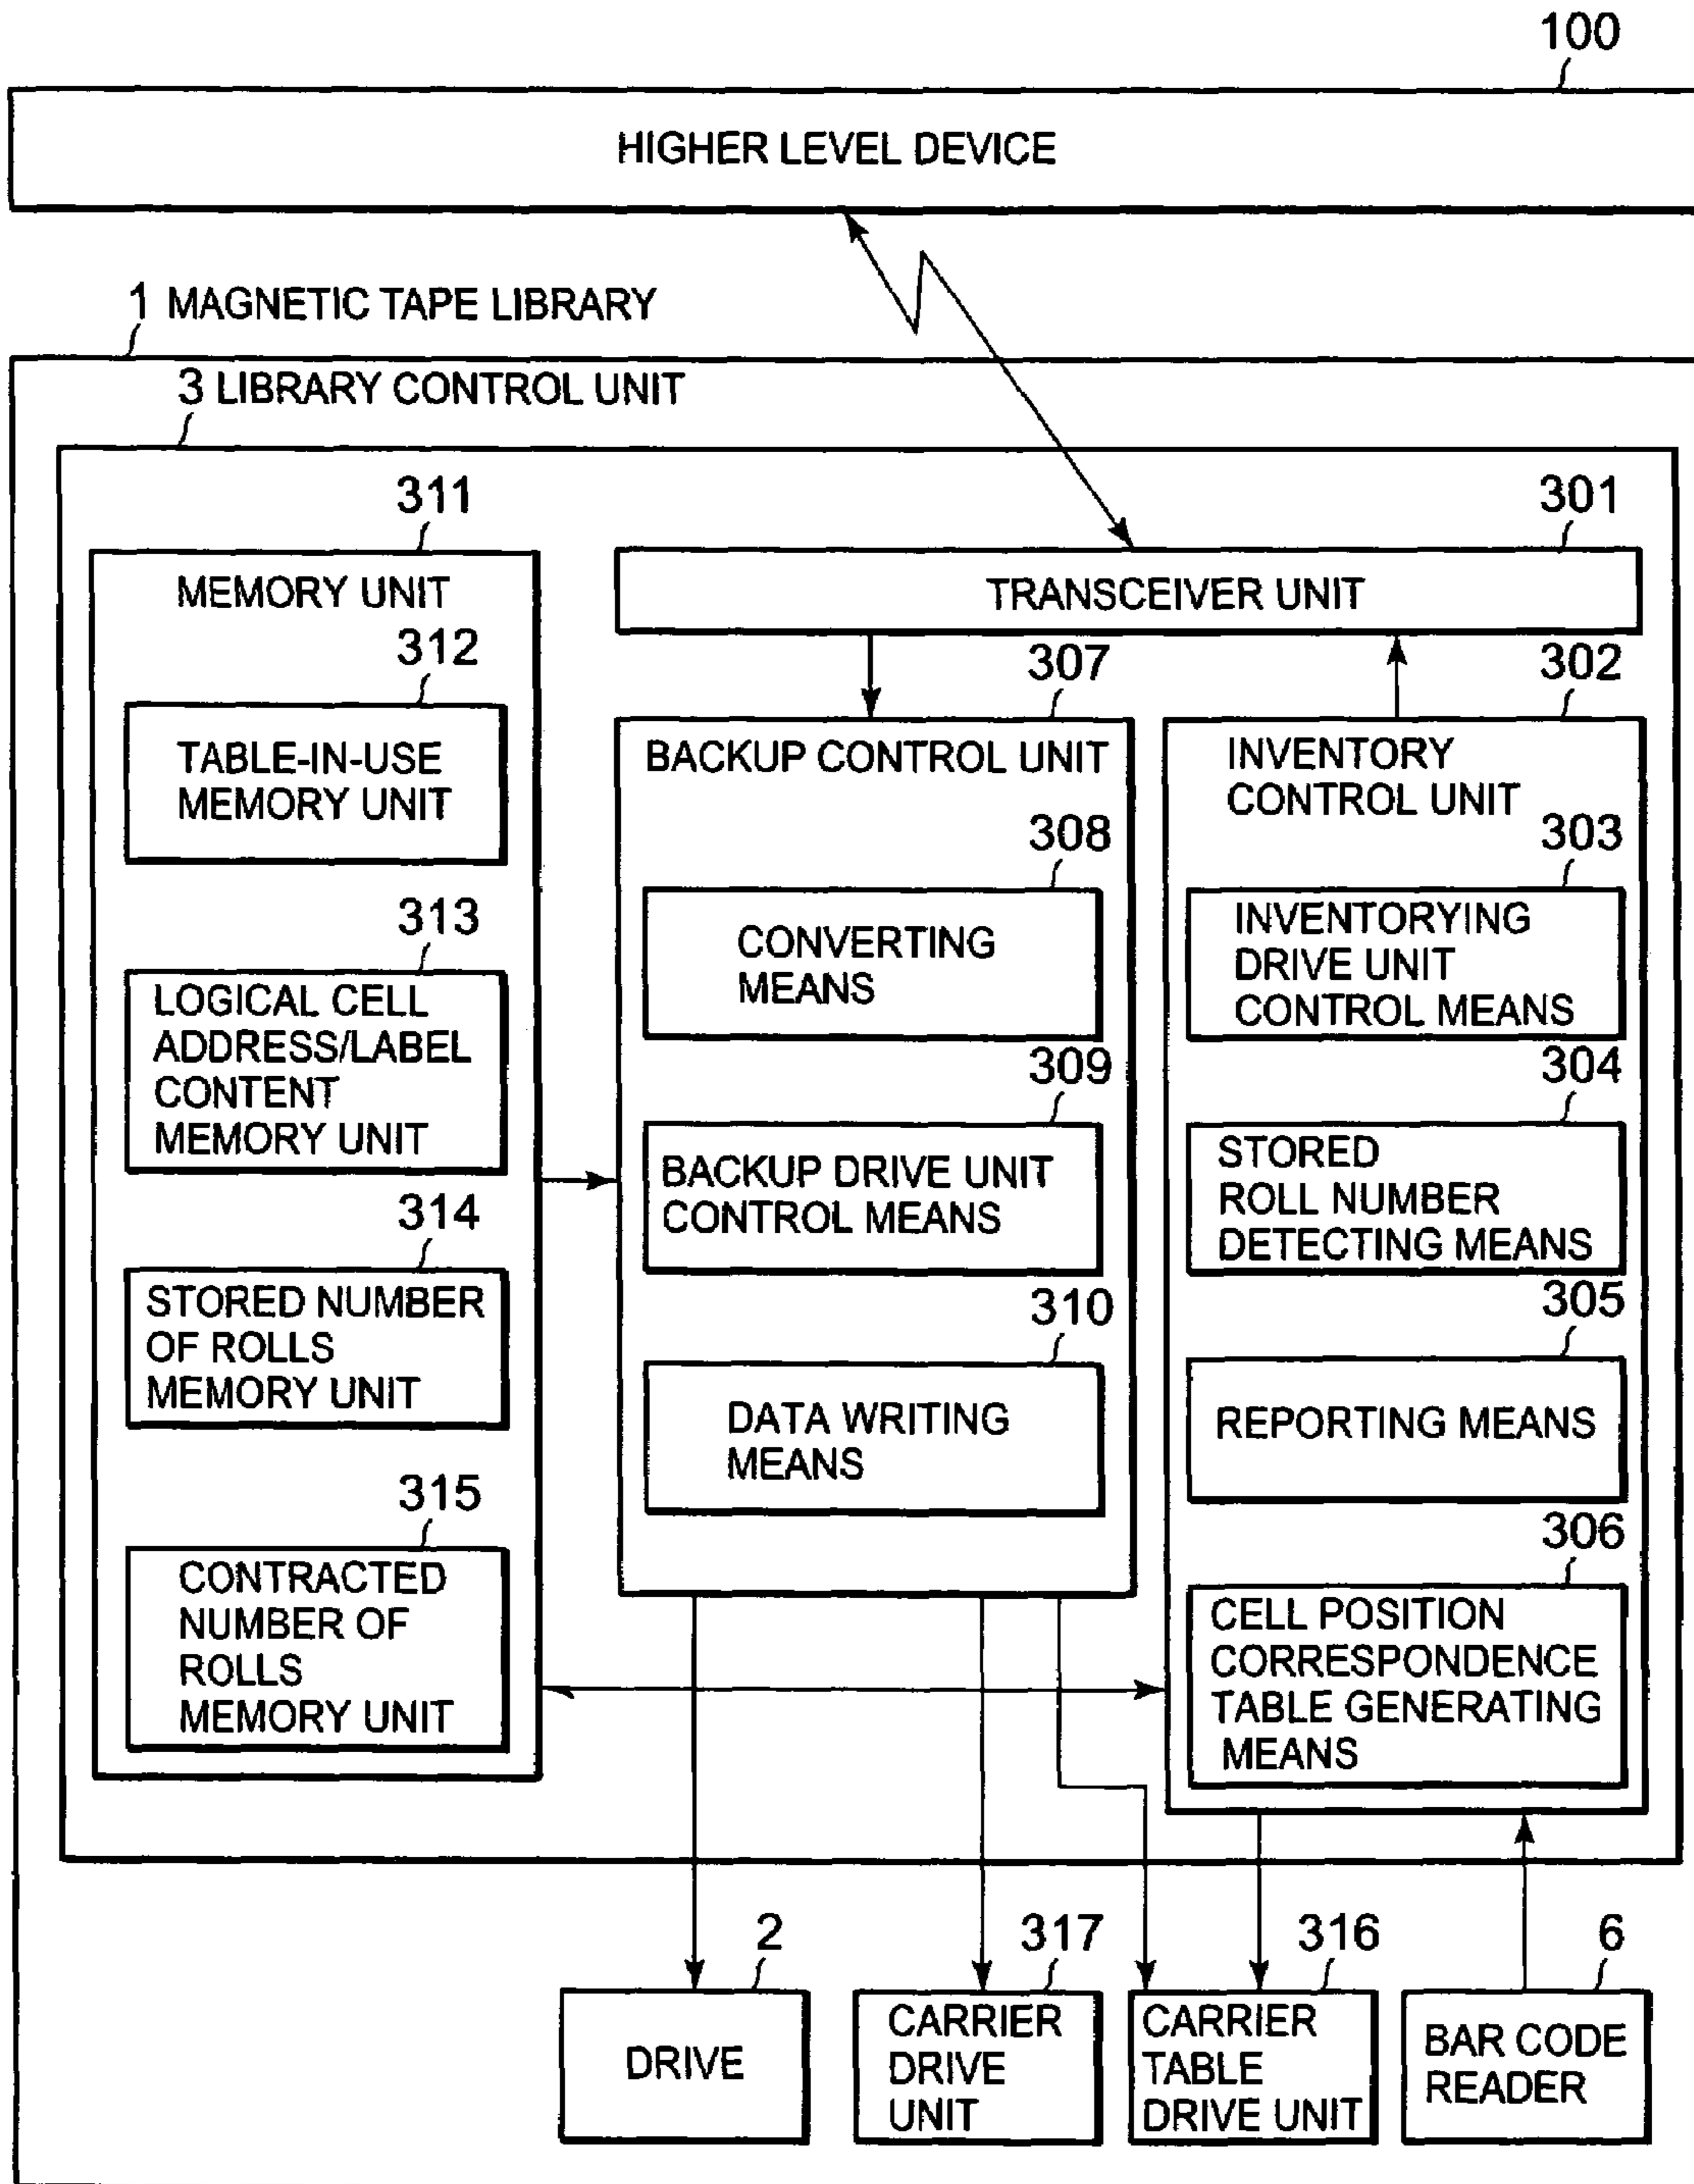 100
HIGHER LEVEL DEVICE
1 MAGNETIC TAPE LIBRARY
3 LIBRARY CONTROL UNIT
311
MEMORY UNIT
312
TABLE-IN-USE
MEMORY UNIT
313
LOGICAL CELL
ADDRESS/LABEL
CONTENT
MEMORY UNIT
314
STORED NUMBER
OF ROLLS
MEMORY UNIT
315
CONTRACTED
NUMBER OF
ROLLS
MEMORY UNIT
301
TRANSCEIVER UNIT
307
BACKUP CONTROL UNIT
308
CONVERTING
MEANS
309
BACKUP DRIVE UNIT
CONTROL MEANS
310
DATA WRITING
MEANS
302
INVENTORY
CONTROL UNIT
303
INVENTORYING
DRIVE UNIT
CONTROL MEANS
304
STORED
ROLL NUMBER
DETECTING MEANS
305
REPORTING MEANS
306
CELL POSITION
CORRESPONDENCE
TABLE GENERATING
MEANS
2
DRIVE
317
CARRIER
DRIVE
UNIT
316
CARRIER
TABLE
DRIVE UNIT
6
BAR CODE
READER